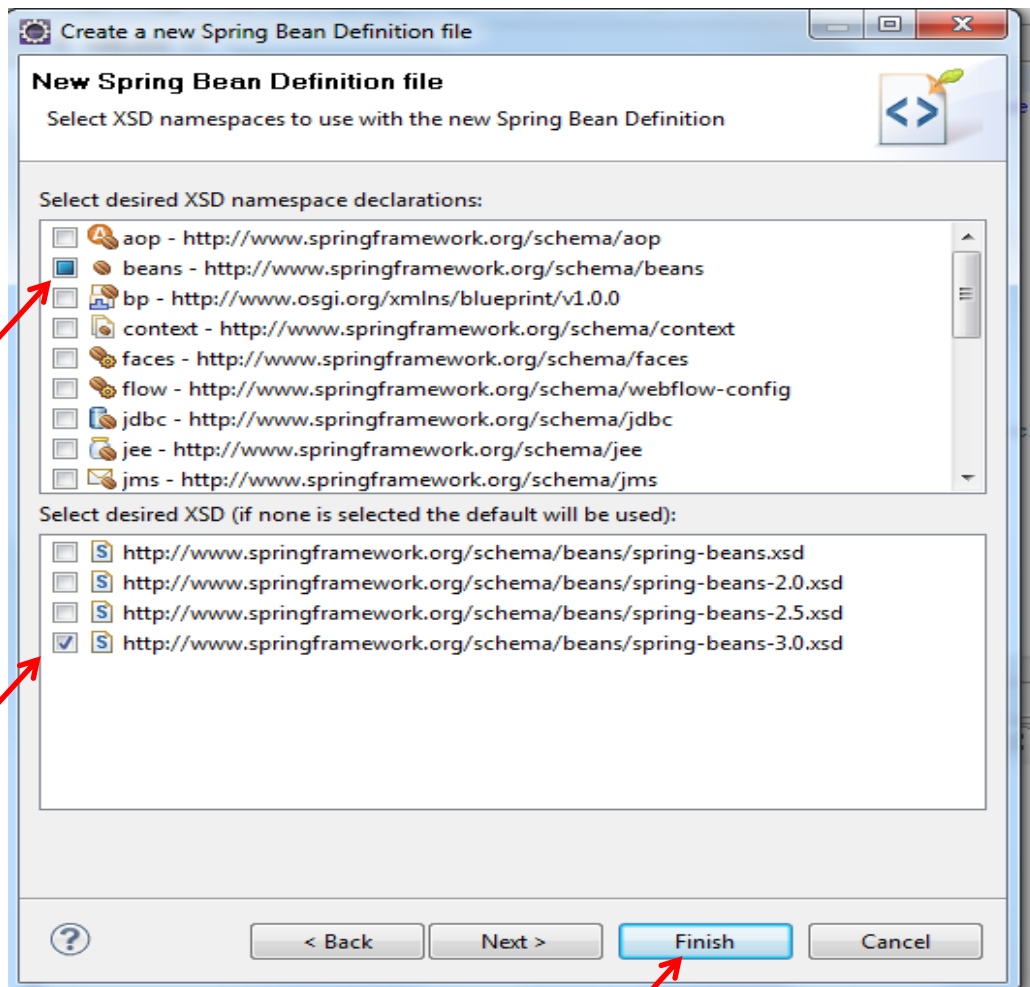 Create a new Spring Bean Definition file
New Spring Bean Definition file
Select XSD namespaces to use with the new Spring Bean Definition
Select desired XSD namespace declarations:
aop - http://www.springframework.org/schema/aop
beans - http://www.springframework.org/schema/beans
bp - http://www.osgi.org/xmlns/blueprint/v1.0.0
context - http://www.springframework.org/schema/context
faces - http://www.springframework.org/schema/faces
flow - http://www.springframework.org/schema/webflow-config
jdbc - http://www.springframework.org/schema/jdbc
jee - http://www.springframework.org/schema/jee
jms - http://www.springframework.org/schema/jms
Select desired XSD (if none is selected the default will be used):
http://www.springframework.org/schema/beans/spring-beans.xsd
http://www.springframework.org/schema/beans/spring-beans-2.0.xsd
http://www.springframework.org/schema/beans/spring-beans-2.5.xsd
http://www.springframework.org/schema/beans/spring-beans-3.0.xsd
< Back Next > Finish Cancel